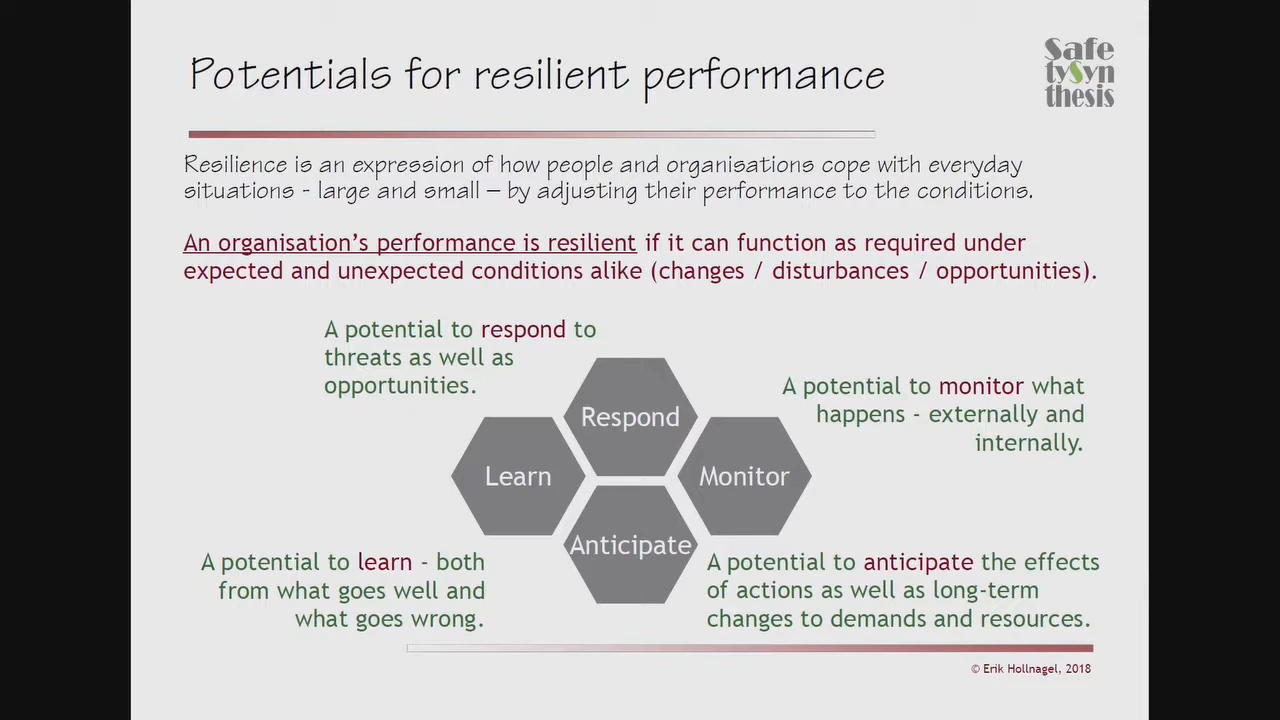 Potentials for resilient performance
Safe
tySyn
thesis
Resilience is an expression of how people and organisations cope with everyday
situations - large and small – by adjusting their performance to the conditions.
An organisation's performance is resilient if it can function as required under
expected and unexpected conditions alike (changes / disturbances / opportunities).
A potential to respond to
threats as well as
opportunities.
A potential to monitor what
happens - externally and
internally.
Respond
Learn
Monitor
Anticipate
A potential to learn - both
from what goes well and
what goes wrong.
A potential to anticipate the effects
of actions as well as long-term
changes to demands and resources.
© Erik Hollnagel, 2018